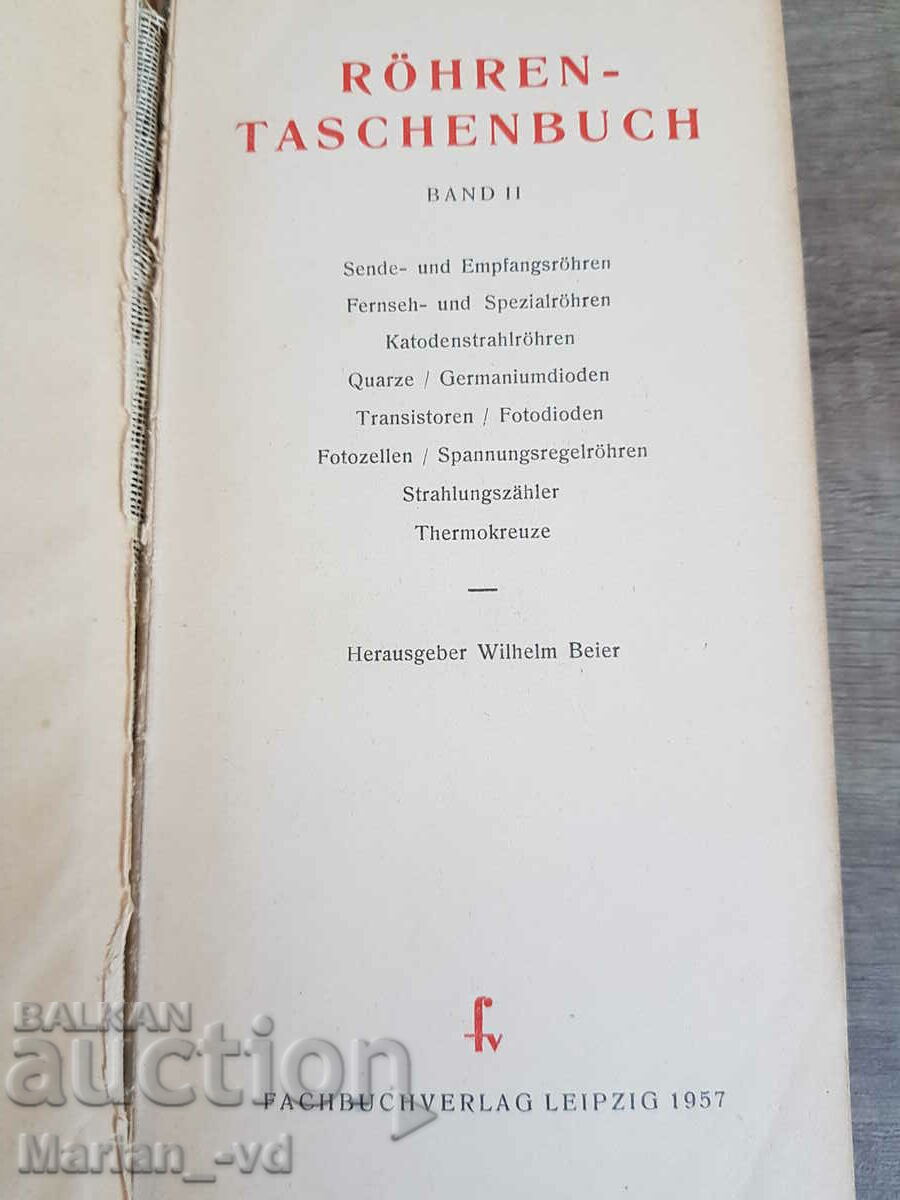 RÖHREN-
TASCHENBUCH
BAND II
Sende- und Empfangsröhren
Fernseh- und Spezialröhren
Katodenstrahlröhren
Quarze / Germaniumdioden
Transistoren / Fotodioden
Fotozellen / Spannungsregelröhren
Strahlungszähler
Thermokreuze
Herausgeber Wilhelm Beier
fv
FACHBUCHVERLAG LEIPZIG 1957
BALKAN
auction
Marian_-vd